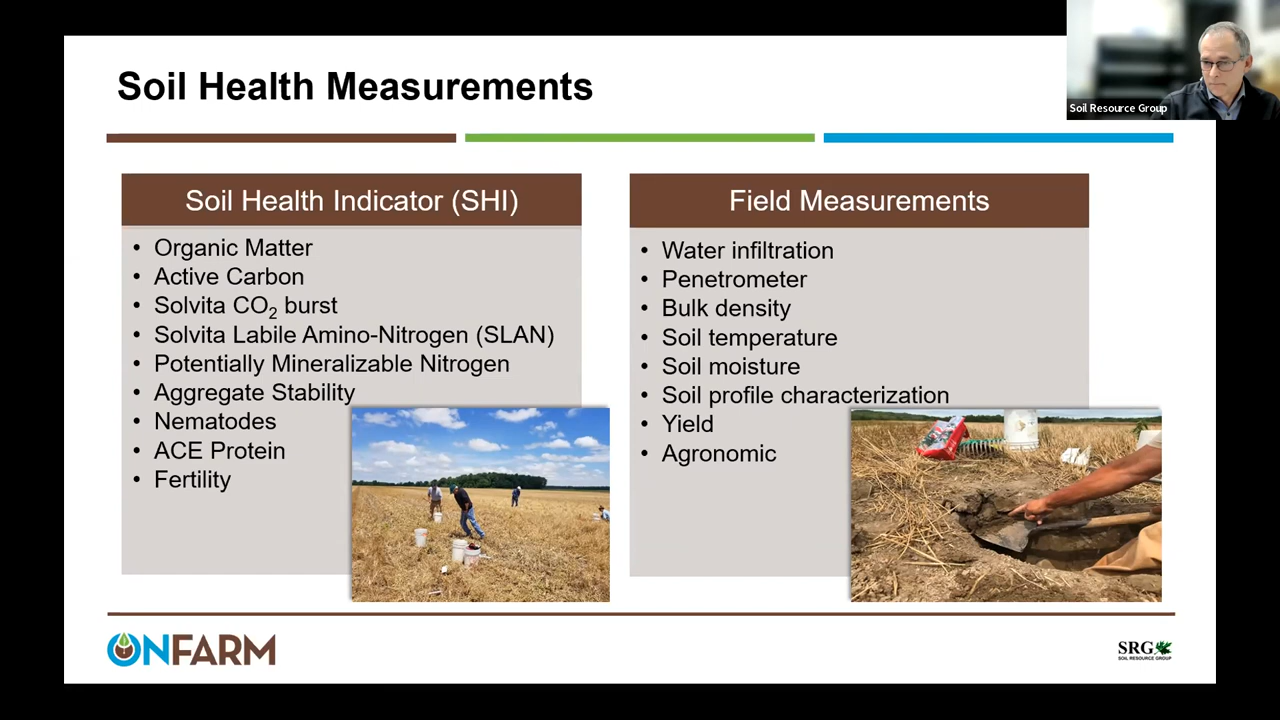 Soil Health Measurements
Soil Resource Group
Soil Health Indicator (SHI)
• Organic Matter
• Active Carbon
• Solvita CO₂ burst
• Solvita Labile Amino-Nitrogen (SLAN)
• Potentially Mineralizable Nitrogen
• Aggregate Stability
• Nematodes
• ACE Protein
• Fertility
Field Measurements
• Water infiltration
• Penetrometer
• Bulk density
• Soil temperature
• Soil moisture
• Soil profile characterization
• Yield
• Agronomic
ONFARM
SRG
SOIL RESOURCE GROUP